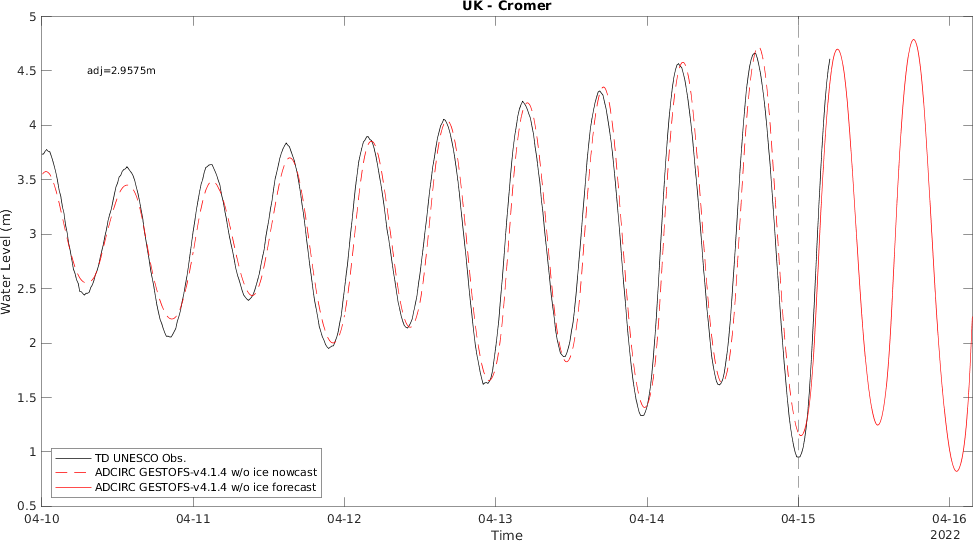 UK - Cromer
5
4.5
4
3.5
3
2.5
2
1.5
1
0.5
Water Level (m)
adj=2.9575m
TD UNESCO Obs.
ADCIRC GESTOFS-v4.1.4 w/o ice nowcast
ADCIRC GESTOFS-v4.1.4 w/o ice forecast
04-10 04-11 04-12 04-13 04-14 04-15 04-16
Time
2022